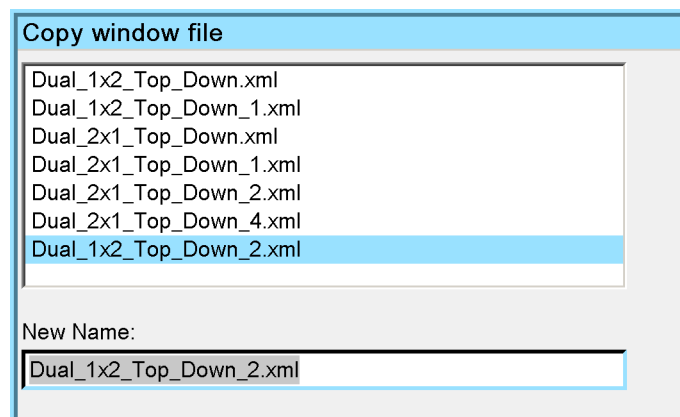 Copy window file
Dual_1x2_Top_Down.xml
Dual_1x2_Top_Down_1.xml
Dual_2x1_Top_Down.xml
Dual_2x1_Top_Down_1.xml
Dual_2x1_Top_Down_2.xml
Dual_2x1_Top_Down_4.xml
Dual_1x2_Top_Down_2.xml
New Name:
Dual_1x2_Top_Down_2.xml